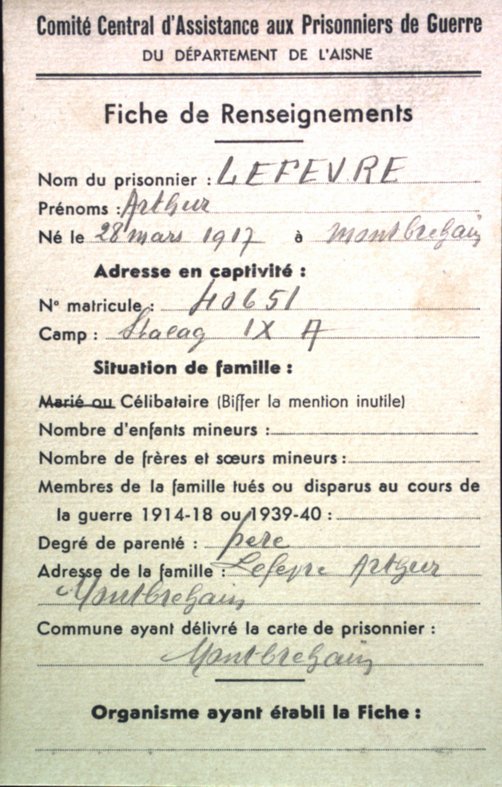 Comité Central d'Assistance aux Prisonniers de Guerre
DU DÉPARTEMENT DE L'AISNE
Fiche de Renseignements
Nom du prisonnier : LEFEVRE
Prénoms : Arthur
Né le 28 mars 1917 à Montbrehain
Adresse en captivité :
N° matricule : 40651
Camp : Stalag IX A
Situation de famille :
Marié ou Célibataire (Biffer la mention inutile)
Nombre d'enfants mineurs :
Nombre de frères et sœurs mineurs :
Membres de la famille tués ou disparus au cours de
la guerre 1914-18 ou 1939-40 :
Degré de parenté : père
Adresse de la famille : Lefevre Arthur
Montbrehain
Commune ayant délivré la carte de prisonnier :
Montbrehain
Organisme ayant établi la Fiche :